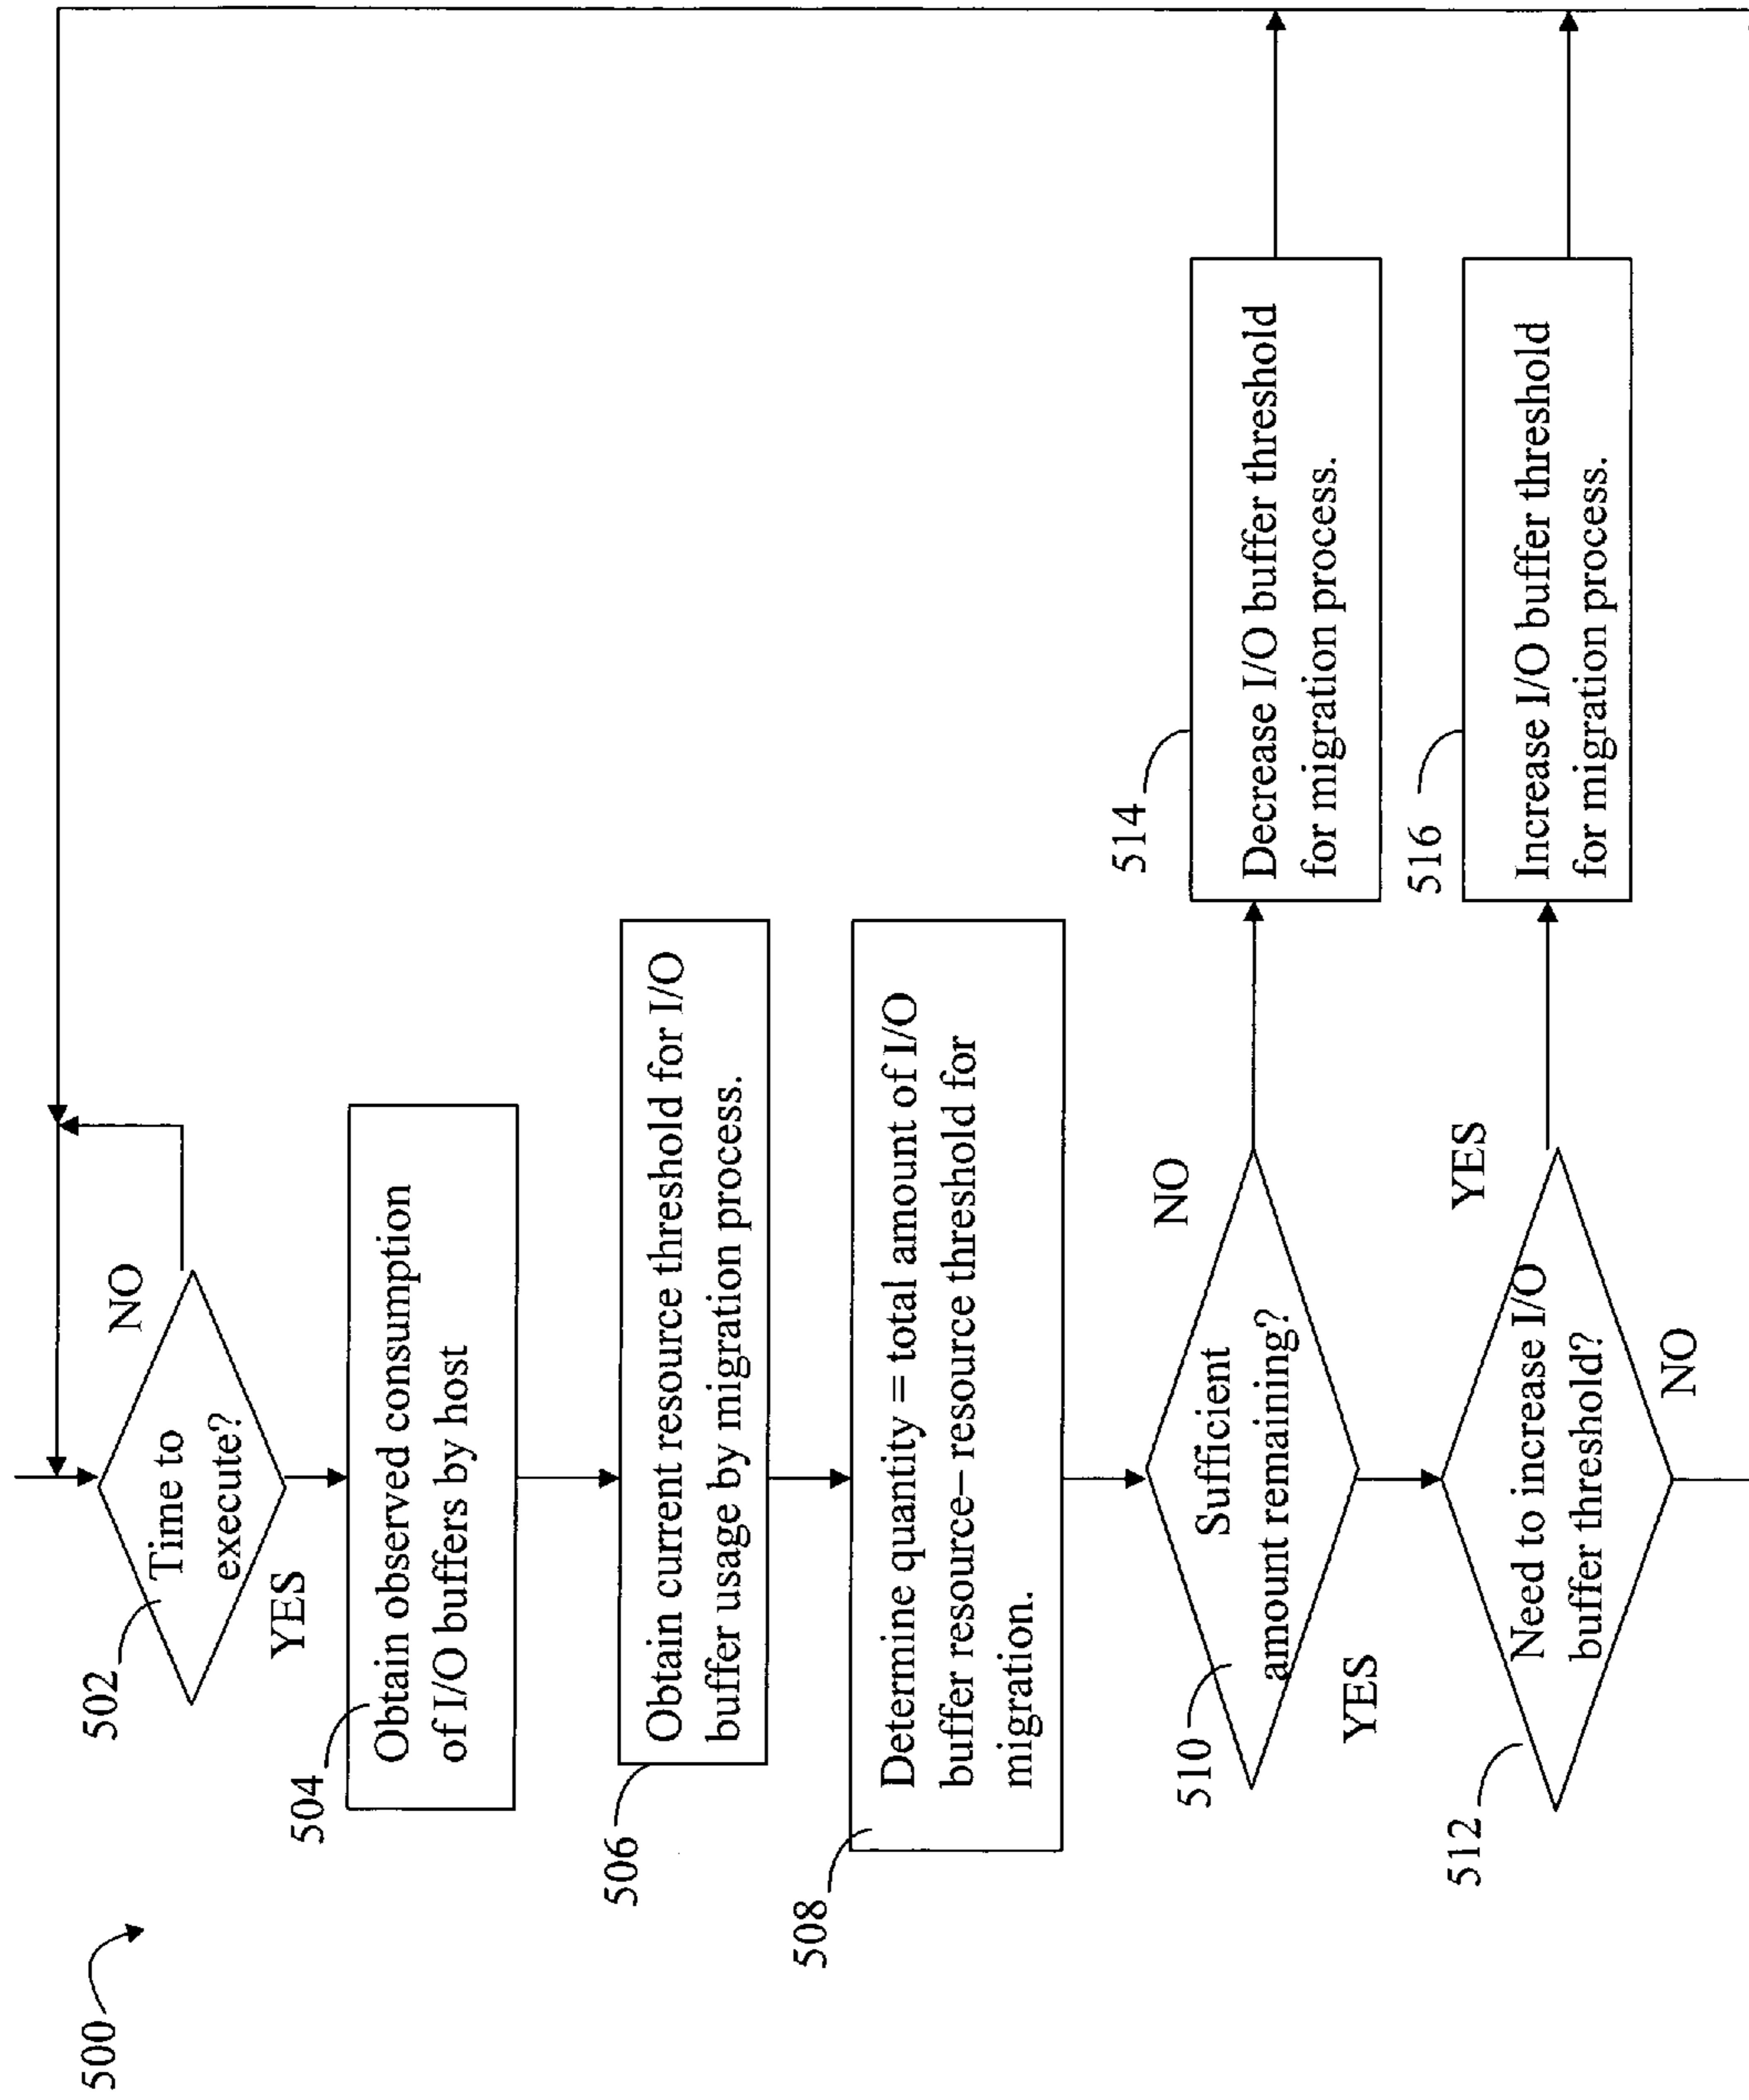 500
502
Time to
execute?
NO
YES
504
Obtain observed consumption
of I/O buffers by host
506
Obtain current resource threshold for I/O
buffer usage by migration process.
508
Determine quantity = total amount of I/O
buffer resource– resource threshold for
migration.
510
Sufficient
amount remaining?
NO
YES
514
Decrease I/O buffer threshold
for migration process.
512
Need to increase I/O
buffer threshold?
YES
NO
516
Increase I/O buffer threshold
for migration process.